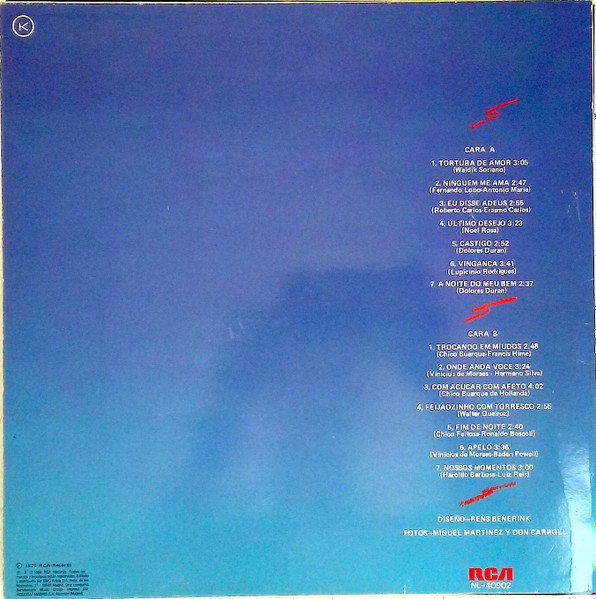 K
CARA A
1. TORTURA DE AMOR 3:05
(Waldik Soriano)
2. NINGUEM ME AMA 2:47
(Fernando Lobo-Antonio Maria)
3. EU DISSE ADEUS 2:55
(Roberto Carlos-Erasmo Carlos)
4. ULTIMO DESEJO 3:23
(Noel Rosa)
5. CASTIGO 2:52
(Dolores Duran)
6. VINGANCA 3:41
(Lupicinio Rodrigues)
7. A NOITE DO MEU BEM 2:37
(Dolores Duran)
CARA B
1. TROCANDO EM MIUDOS 2:48
(Chico Buarque-Francis Hime)
2. ONDE ANDA VOCE 3:24
(Vinicius de Moraes - Hermano Silva)
3. COM ACUCAR COM AFETO 4:02
(Chico Buarque de Hollanda)
4. FEIJAOZINHO COM TORRESCO 2:55
(Walter Queiroz)
5. FIM DE NOITE 2:40
(Chico Feitosa-Ronaldo Boscoli)
6. APELO 3:36
(Vinicius de Moraes-Baden Powell)
7. NOSSOS MOMENTOS 3:00
(Haroldo Barbosa-Luiz Reis)
DISEÑO-RENS BENERINK
FOTOS-MIGUEL MARTINEZ Y DON CARROLL
RCA Records
RCA
NL-40902